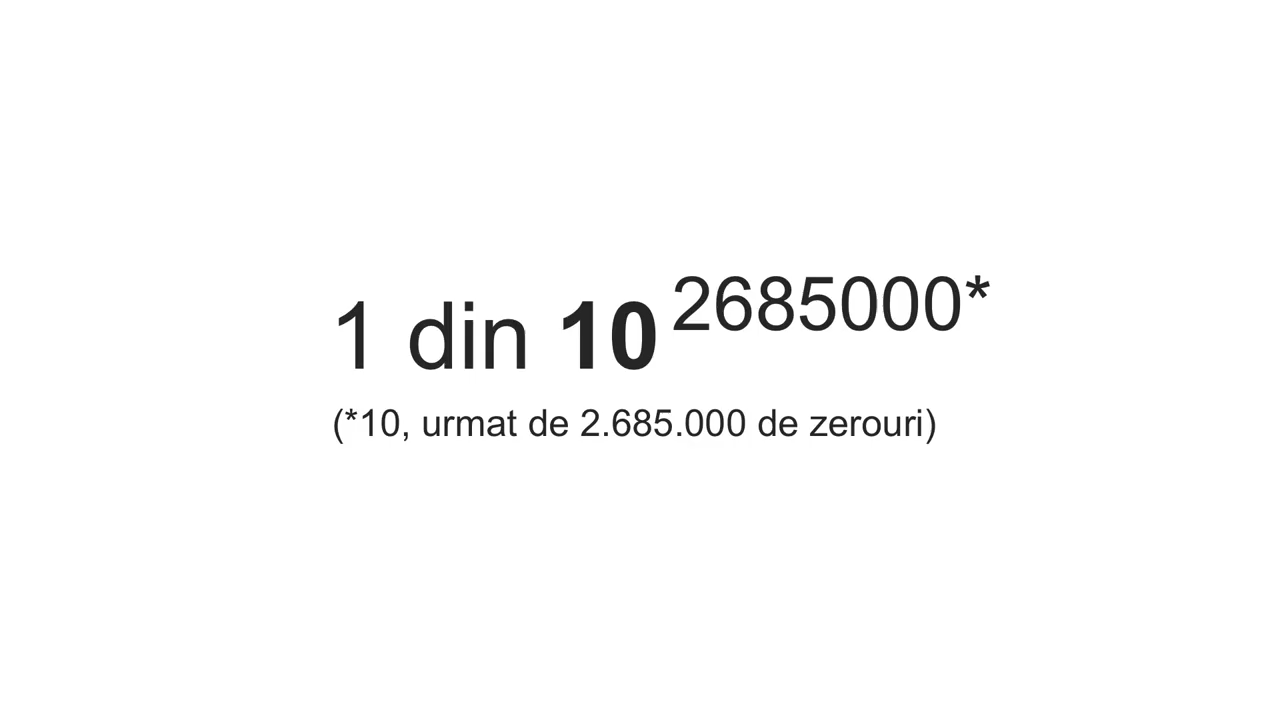 1 din 10 2685000*
(*10, urmat de 2.685.000 de zerouri)